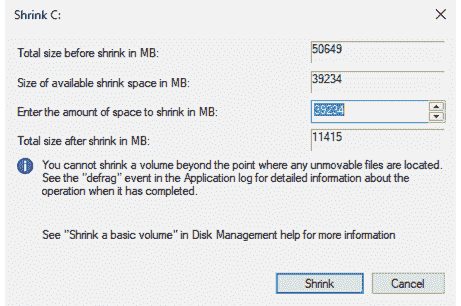 Shrink C:
Total size before shrink in MB: 50649
Size of available shrink space in MB: 39234
Enter the amount of space to shrink in MB: 39234
Total size after shrink in MB: 11415
You cannot shrink a volume beyond the point where any unmovable files are located.
See the "defrag" event in the Application log for detailed information about the
operation when it has completed.
See "Shrink a basic volume" in Disk Management help for more information
Shrink Cancel